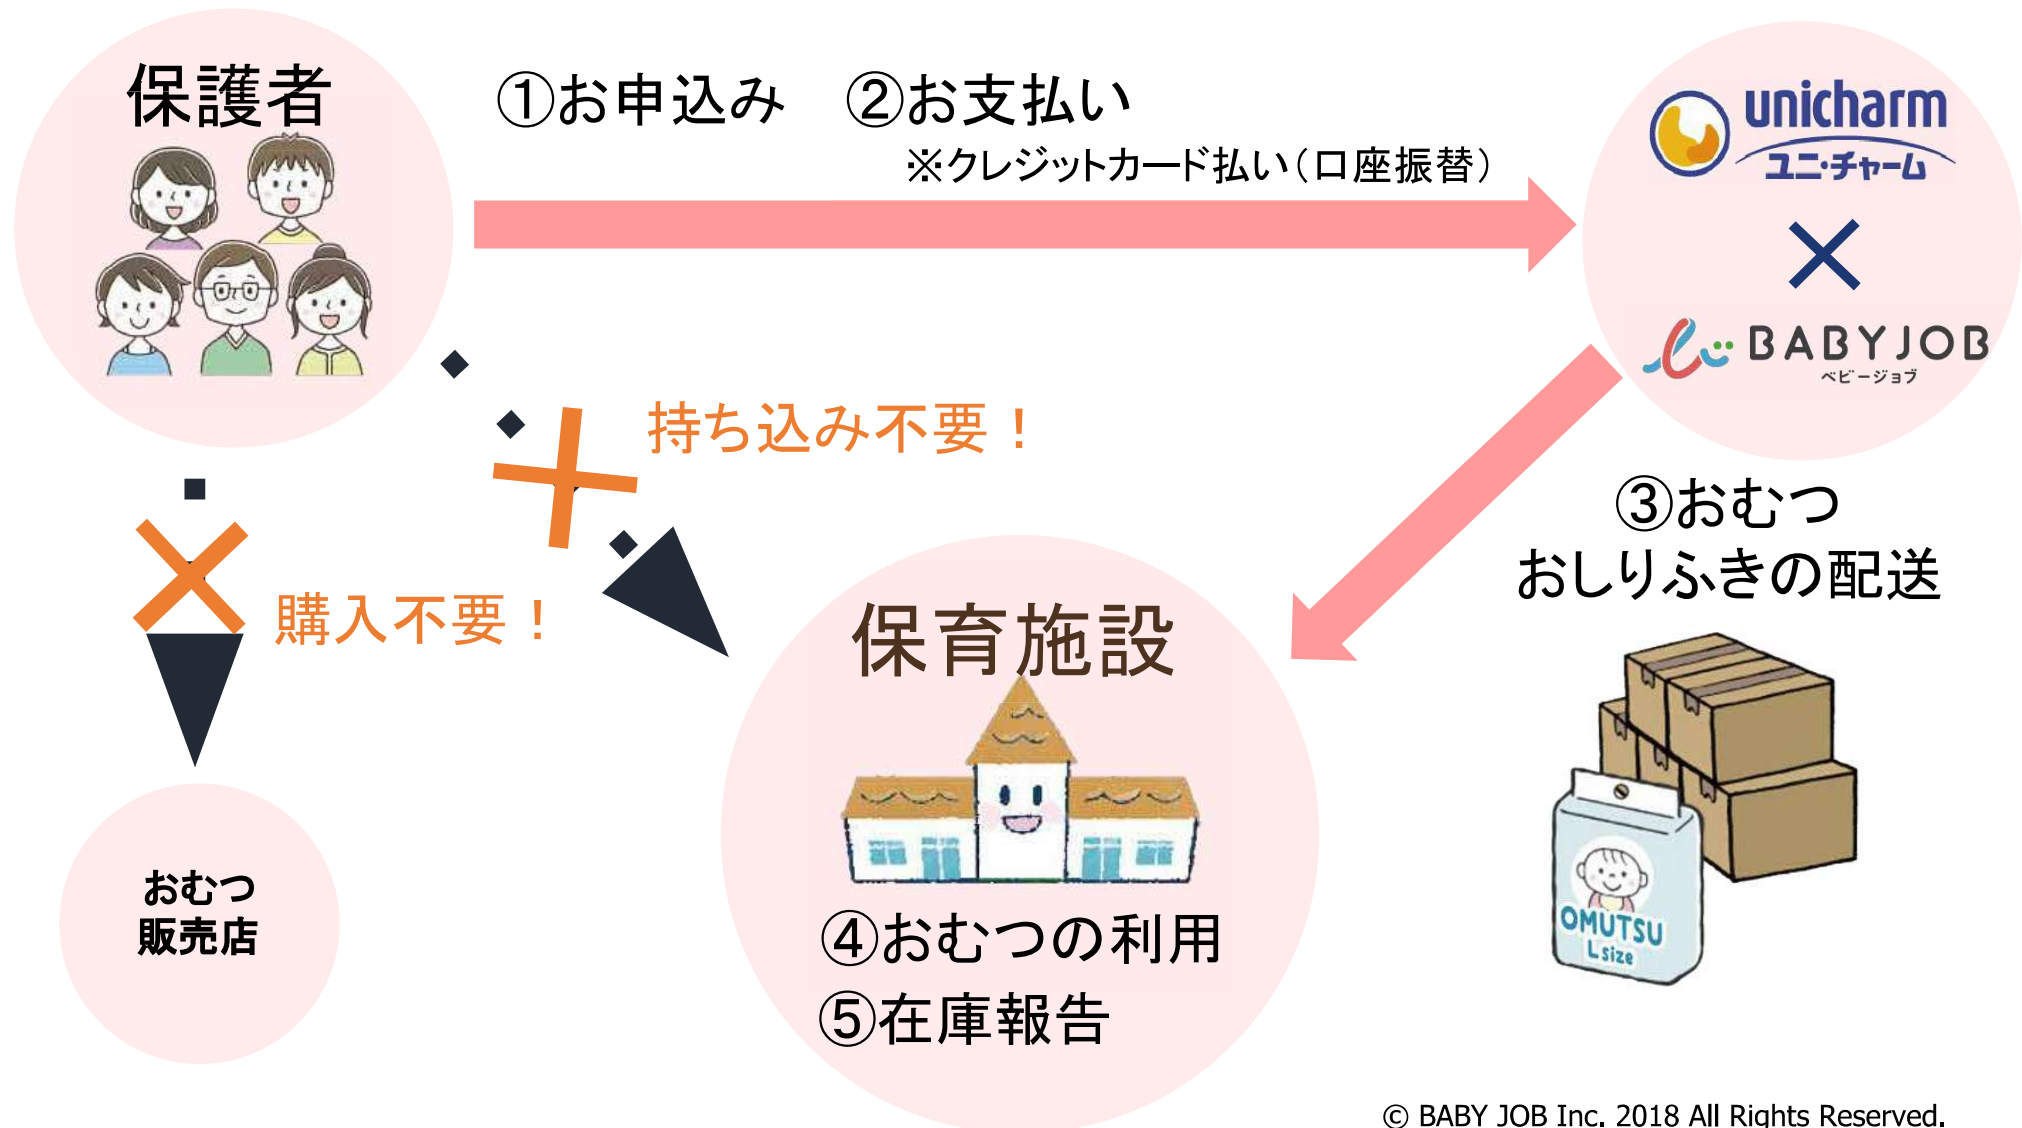 保護者
①お申込み　②お支払い
※クレジットカード払い（口座振替）
unicharm
ユニ・チャーム
×
BABY JOB
ベビージョブ
持ち込み不要！
購入不要！
③おむつ
おしりふきの配送
保育施設
④おむつの利用
⑤在庫報告
おむつ
販売店
OMUTSU
L size
© BABY JOB Inc. 2018 All Rights Reserved.